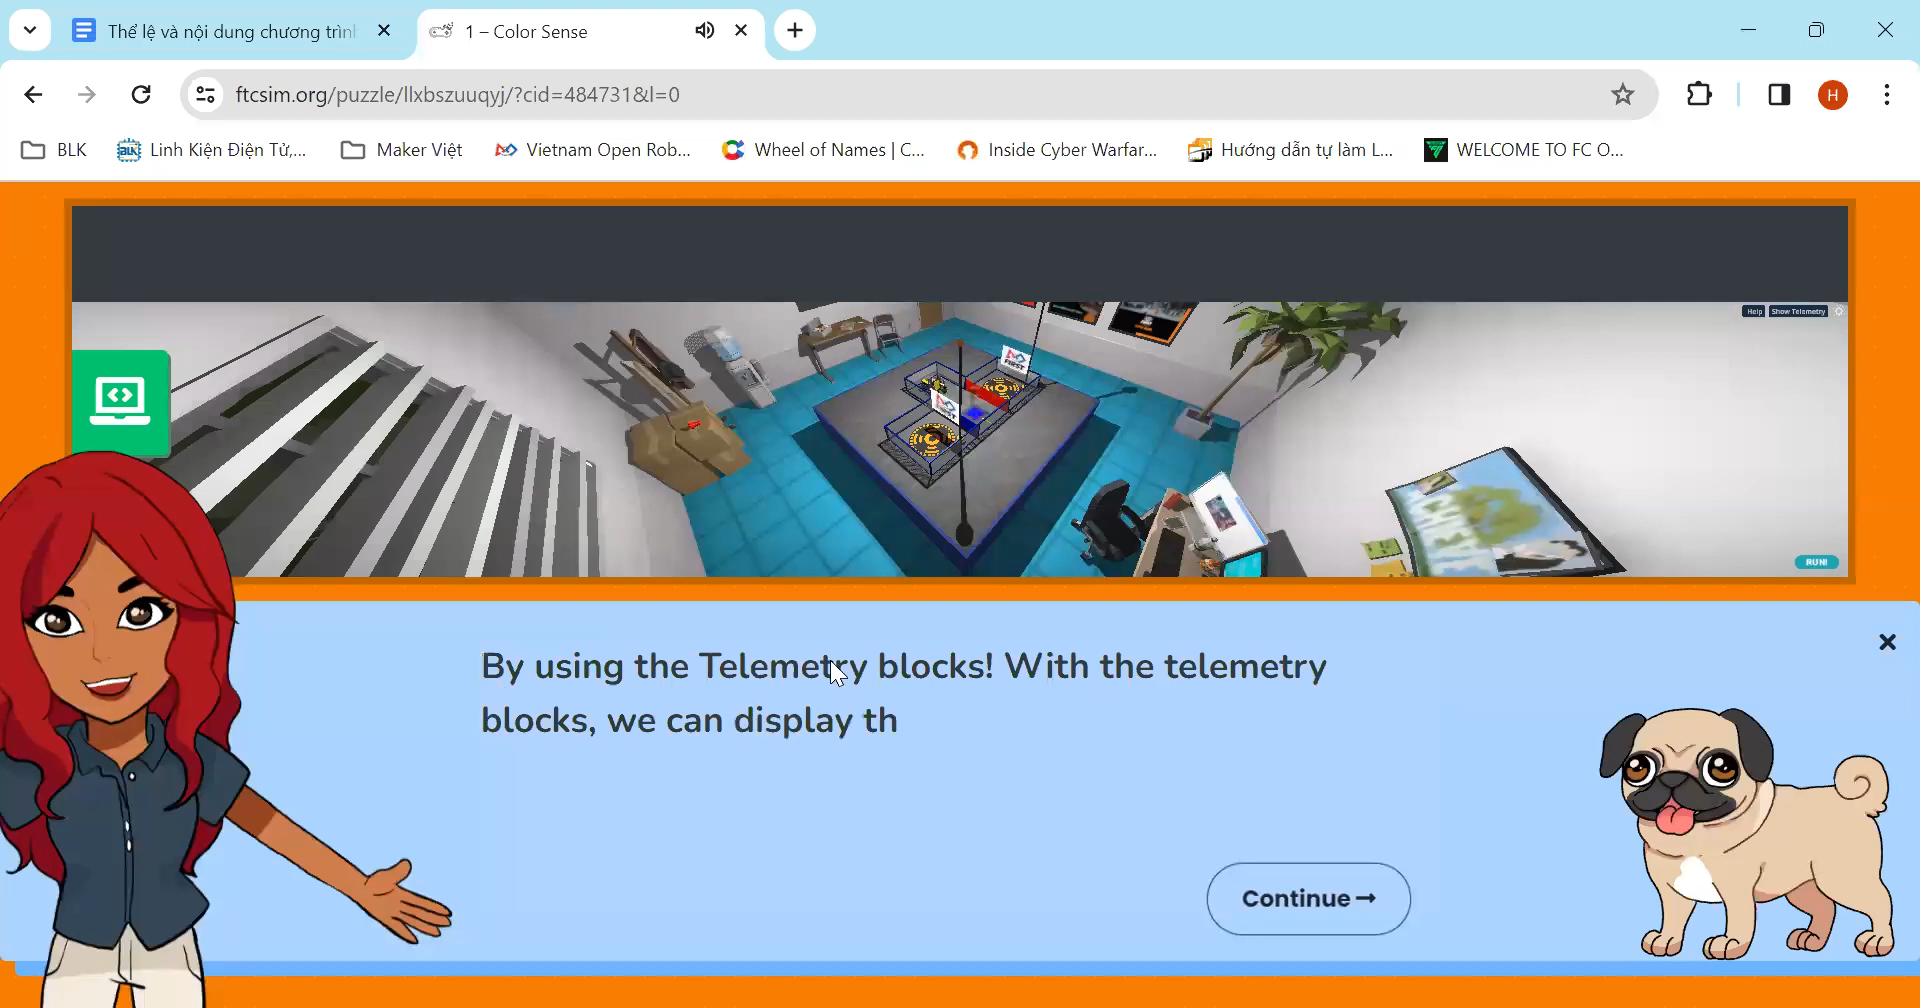 Thể lệ và nội dung chương trìnl
1 – Color Sense
ftcsim.org/puzzle/llxbszuuqyj/?cid=484731&l=0
H
BLK
Linh Kiện Điện Tử,...
Maker Việt
Vietnam Open Rob...
Wheel of Names | C...
Inside Cyber Warfar...
Hướng dẫn tự làm L...
WELCOME TO FC O...
Help
Show Telemetry
FIRST
RUN!
By using the Telemetry blocks! With the telemetry
blocks, we can display th
Continue→